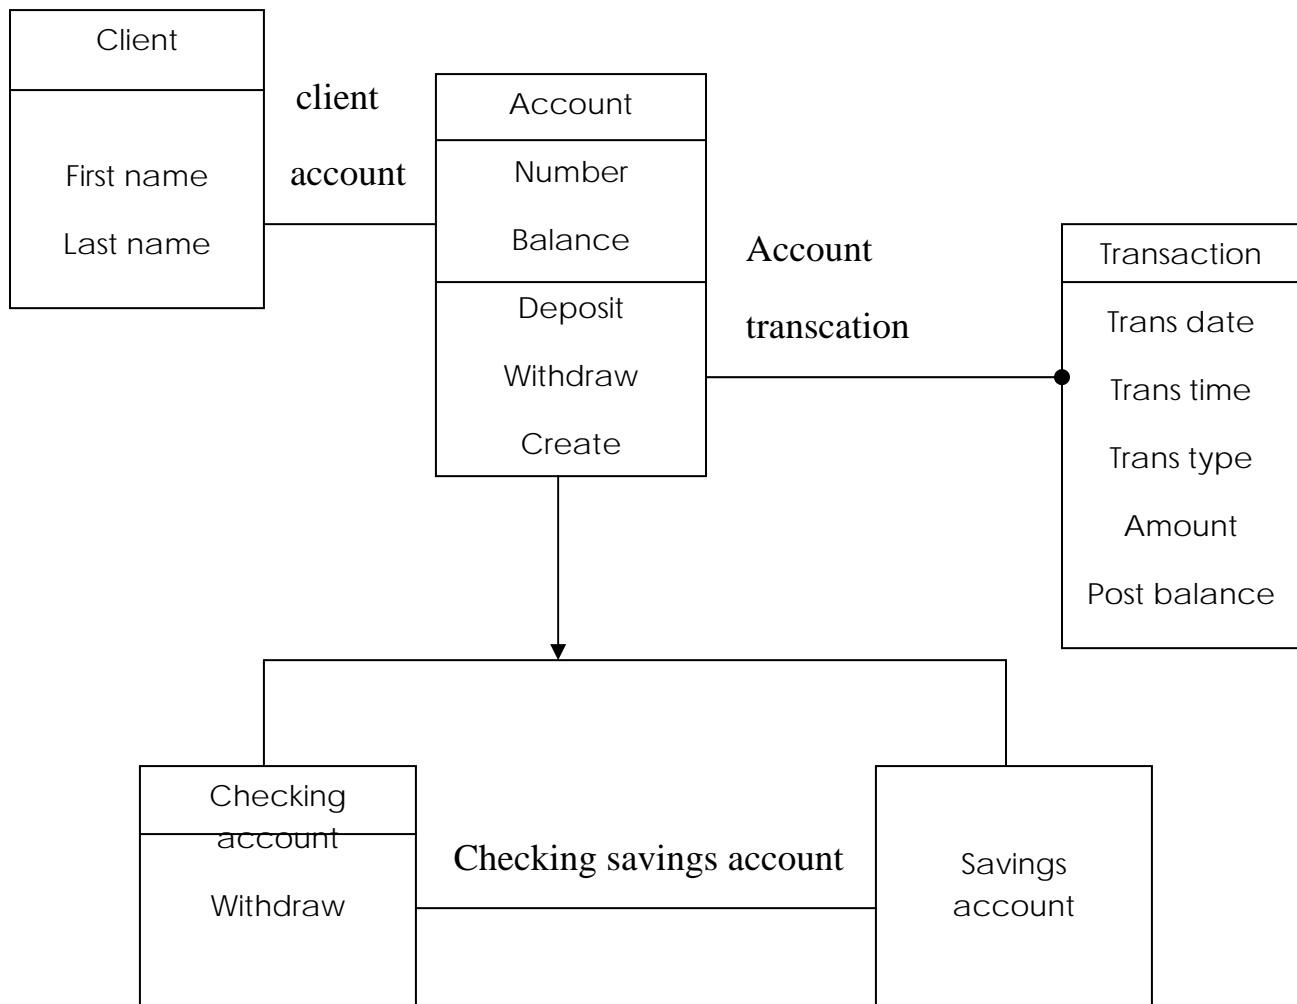 Client
First name
Last name
client
account
Account
Number
Balance
Deposit
Withdraw
Create
Account
transcation
Transaction
Trans date
Trans time
Trans type
Amount
Post balance
Checking
account
Withdraw
Checking savings account
Savings
account